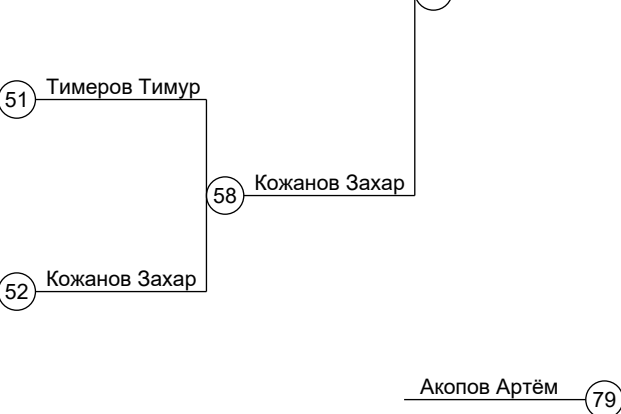 51 Тимеров Тимур
58 Кожанов Захар
52 Кожанов Захар
Акопов Артём 79